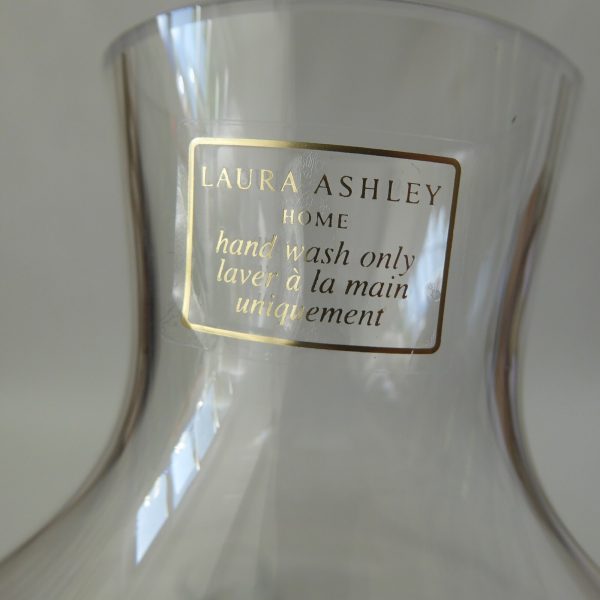 LAURA ASHLEY
HOME
hand wash only
laver à la main
uniquement